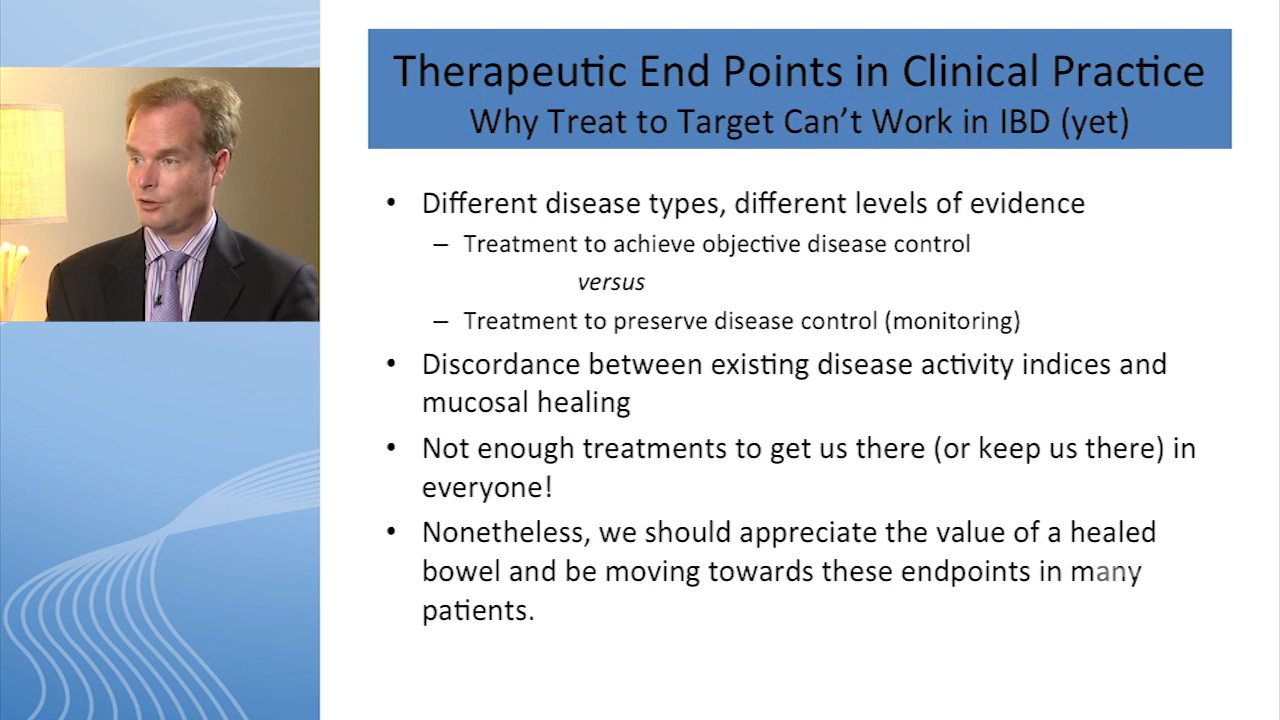 Therapeutic End Points in Clinical Practice
Why Treat to Target Can't Work in IBD (yet)
• Different disease types, different levels of evidence
– Treatment to achieve objective disease control
versus
– Treatment to preserve disease control (monitoring)
• Discordance between existing disease activity indices and
mucosal healing
• Not enough treatments to get us there (or keep us there) in
everyone!
• Nonetheless, we should appreciate the value of a healed
bowel and be moving towards these endpoints in many
patients.